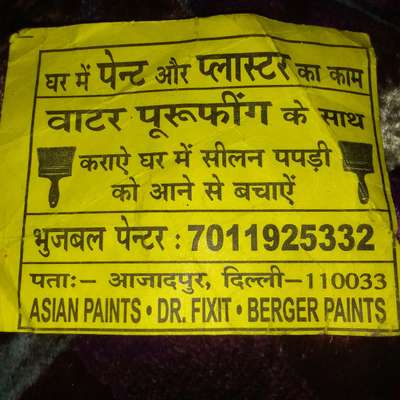 घर में पेन्ट और प्लास्टर का काम
वाटर पूरूफींग के साथ
कराऐ घर में सीलन पपड़ी
को आने से बचाऐं
भुजबल पेन्टर : 7011925332
पताः– आजादपुर, दिल्ली–110033
ASIAN PAINTS • DR. FIXIT • BERGER PAINTS